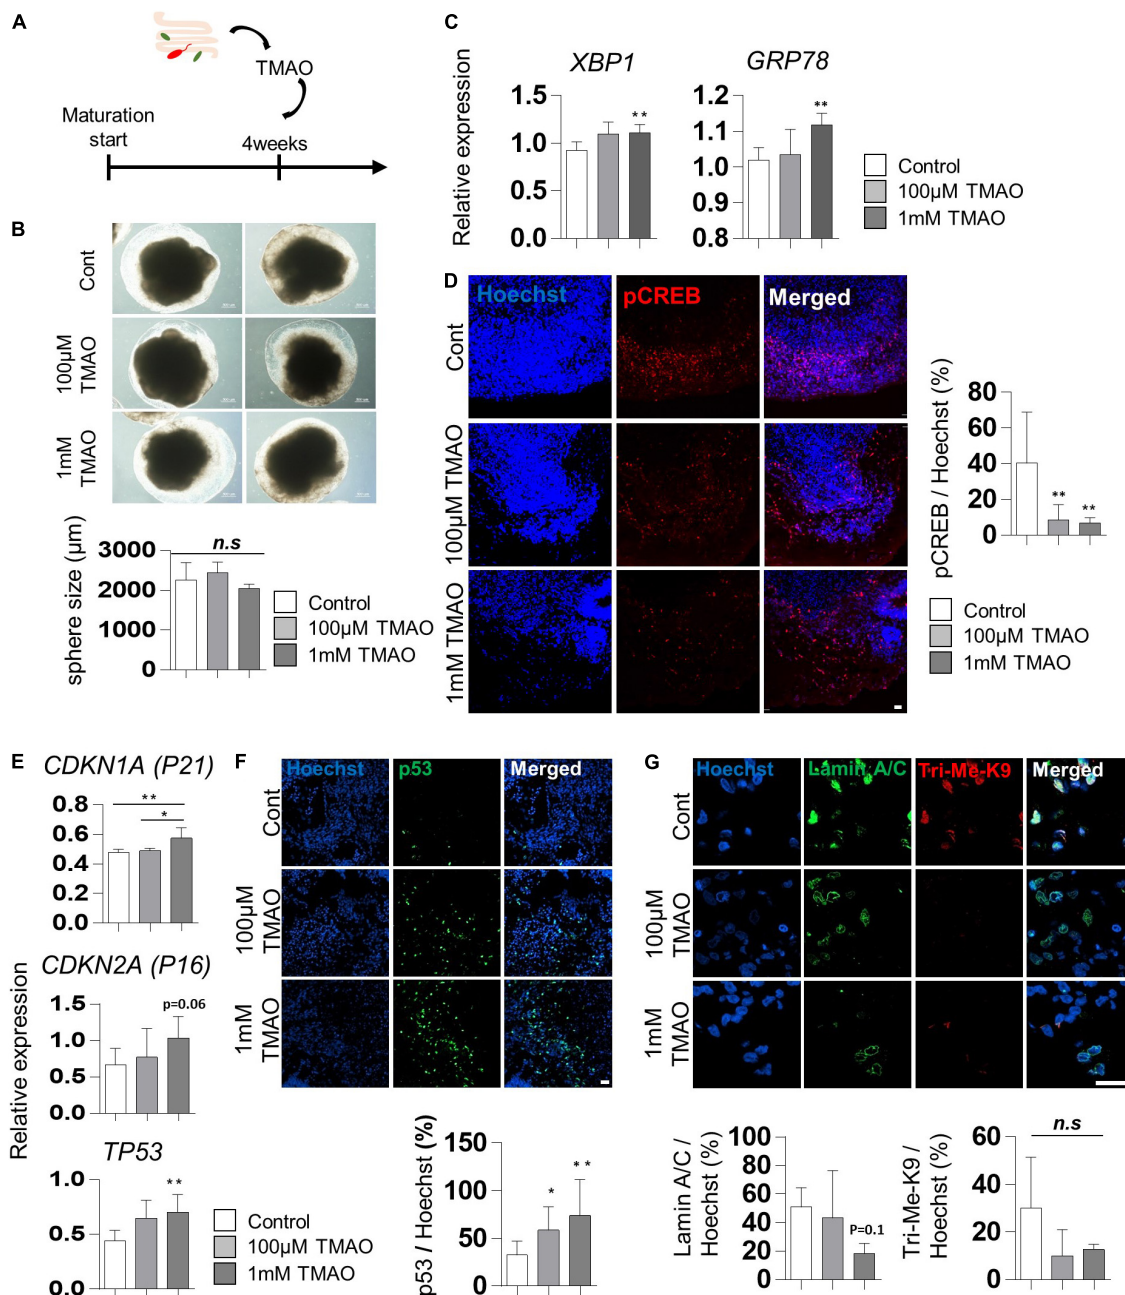 A
TMAO
Maturation
start
4weeks
B
Cont
100µM
TMAO
1mM
TMAO
sphere size (µm)
n.s
3000
2000
1000
0
Control
100µM TMAO
1mM TMAO
C
Relative expression
XBP1
1.5
1.0
0.5
0.0
**
GRP78
1.2
1.1
1.0
0.9
0.8
**
Control
100µM TMAO
1mM TMAO
D
Hoechst
pCREB
Merged
Cont
100µM TMAO
1mM TMAO
pCREB / Hoechst (%)
80
60
40
20
0
**
**
Control
100µM TMAO
1mM TMAO
E
Relative expression
CDKN1A (P21)
0.8
0.6
0.4
0.2
0.0
**
*
CDKN2A (P16)
1.5
1.0
0.5
0.0
p=0.06
TP53
1.0
0.5
0.0
**
Control
100µM TMAO
1mM TMAO
F
Hoechst
p53
Merged
Cont
100µM
TMAO
1mM
TMAO
p53 / Hoechst (%)
150
100
50
0
*
**
G
Hoechst
Lamin A/C
Tri-Me-K9
Merged
Cont
100µM
TMAO
1mM
TMAO
Lamin A/C /
Hoechst (%)
100
80
60
40
20
0
P=0.1
Tri-Me-K9 /
Hoechst (%)
60
40
20
0
n.s